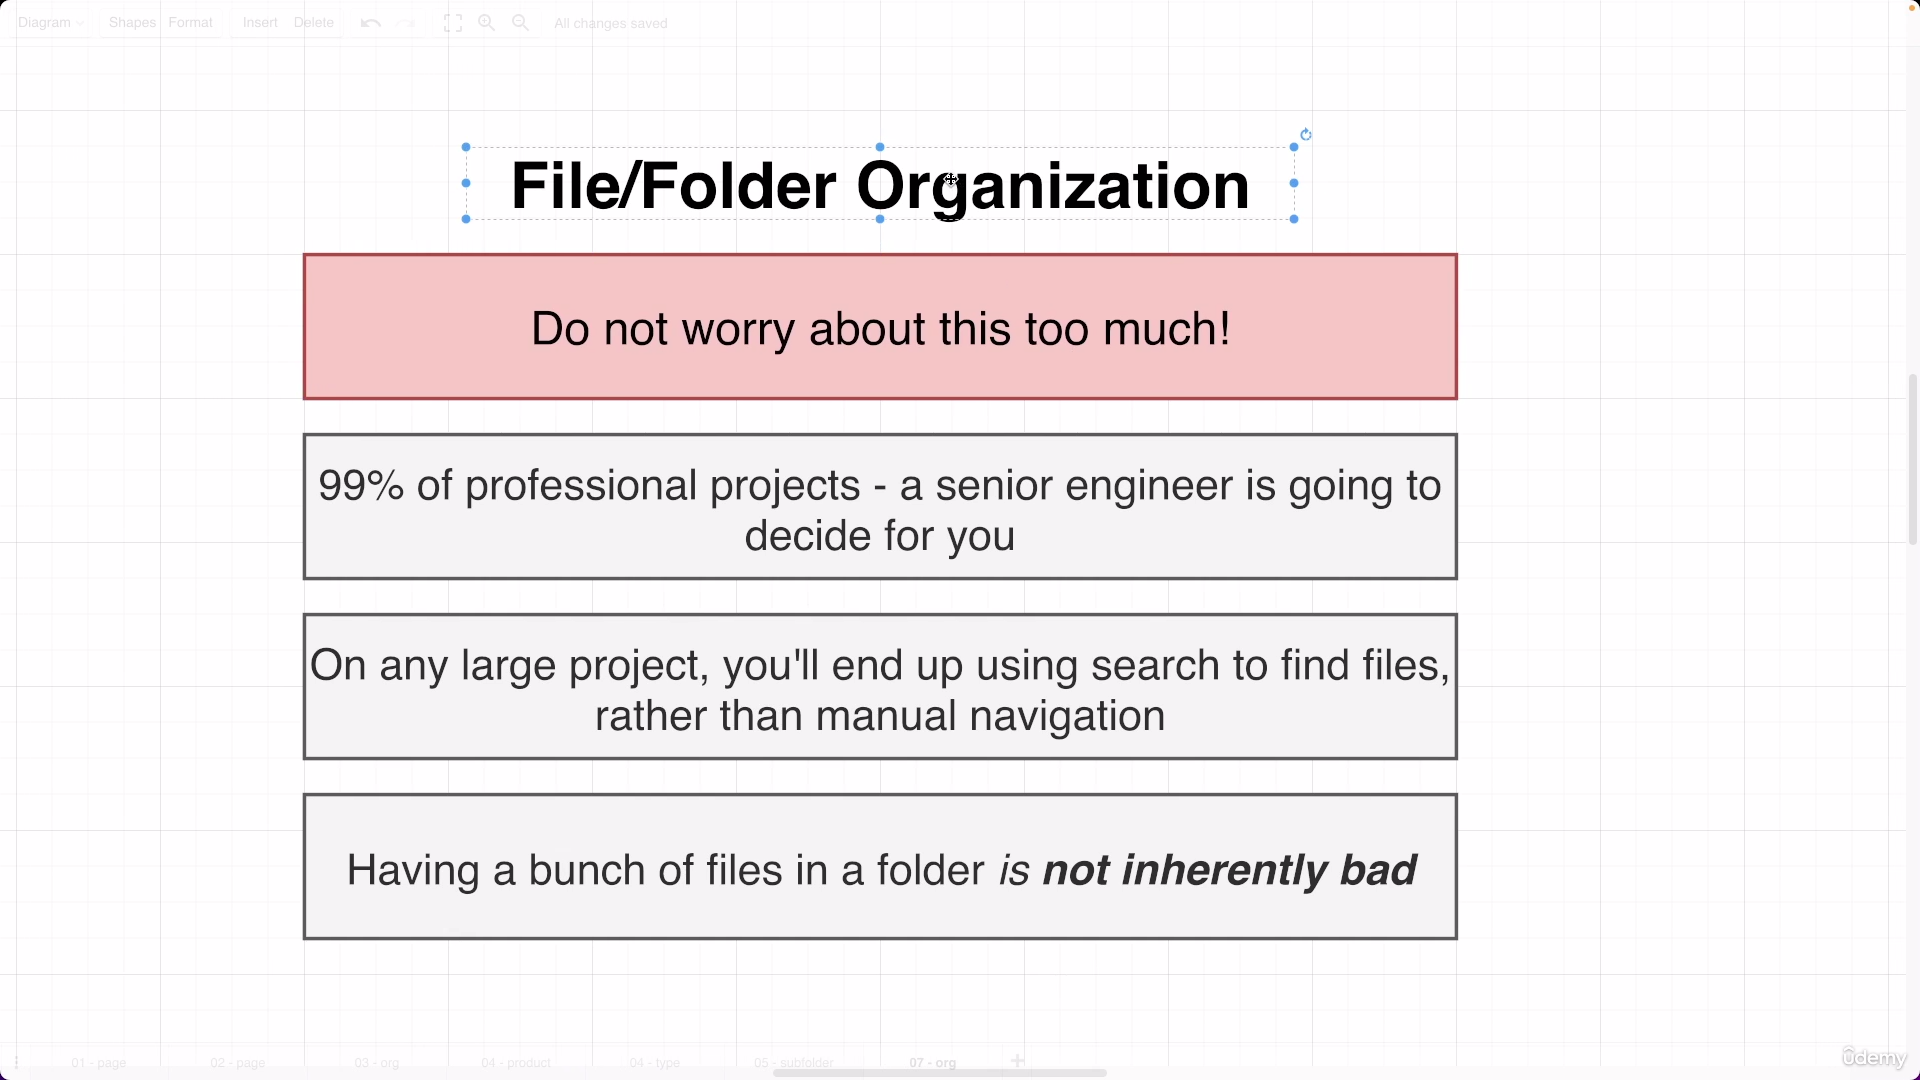 Diagram Shapes Format Insert Delete All changes saved
File/Folder Organization
Do not worry about this too much!
99% of professional projects - a senior engineer is going to
decide for you
On any large project, you'll end up using search to find files,
rather than manual navigation
Having a bunch of files in a folder is not inherently bad
01 - page 02 - page 03 - org 04 - product 04 - type 05 - subfolder 07 - org
ûdemy